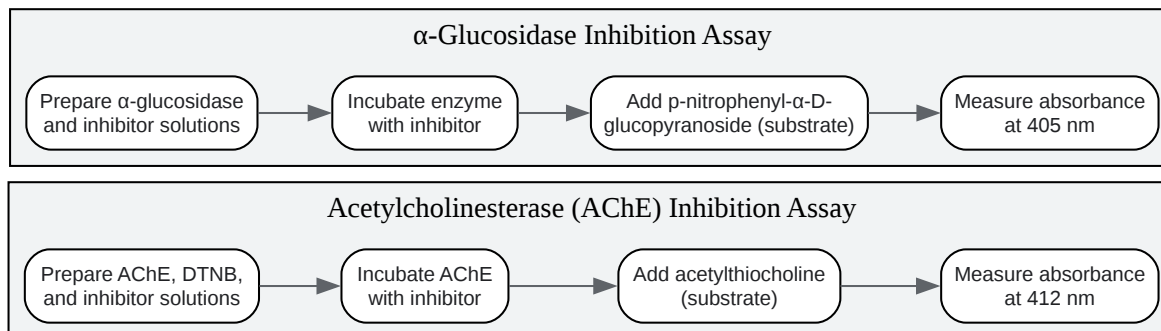 α-Glucosidase Inhibition Assay
Prepare α-glucosidase
and inhibitor solutions
Incubate enzyme
with inhibitor
Add p-nitrophenyl-α-D-
glucopyranoside (substrate)
Measure absorbance
at 405 nm
Acetylcholinesterase (AChE) Inhibition Assay
Prepare AChE, DTNB,
and inhibitor solutions
Incubate AChE
with inhibitor
Add acetylthiocholine
(substrate)
Measure absorbance
at 412 nm